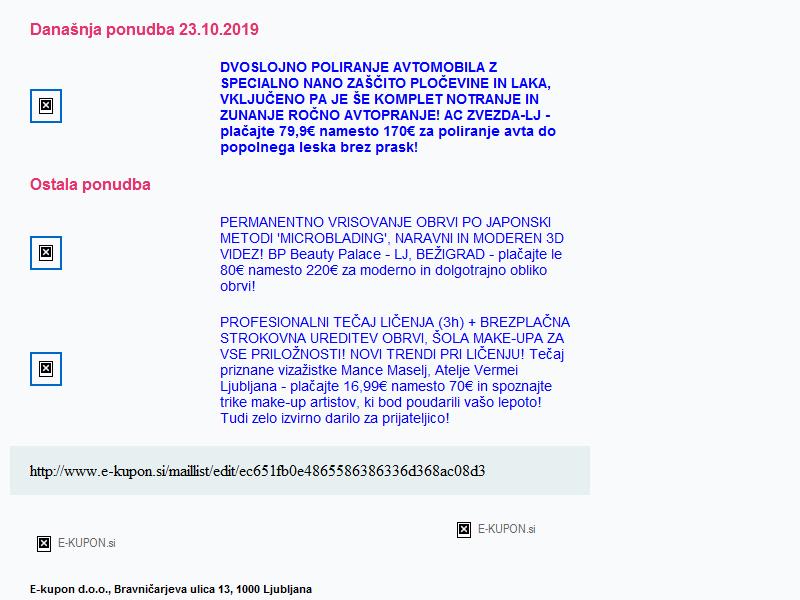 Današnja ponudba 23.10.2019
DVOSLOJNO POLIRANJE AVTOMOBILA Z
SPECIALNO NANO ZAŠČITO PLOČEVINE IN LAKA,
VKLJUČENO PA JE ŠE KOMPLET NOTRANJE IN
ZUNANJE ROČNO AVTOPRANJE! AC ZVEZDA-LJ -
plačajte 79,9€ namesto 170€ za poliranje avta do
popolnega leska brez prask!
Ostala ponudba
PERMANENTNO VRISOVANJE OBRVI PO JAPONSKI
METODI 'MICROBLADING', NARAVNI IN MODEREN 3D
VIDEZ! BP Beauty Palace - LJ, BEŽIGRAD - plačajte le
80€ namesto 220€ za moderno in dolgotrajno obliko
obrvi!
PROFESIONALNI TEČAJ LIČENJA (3h) + BREZPLAČNA
STROKOVNA UREDITEV OBRVI, ŠOLA MAKE-UPA ZA
VSE PRILOŽNOSTI! NOVI TRENDI PRI LIČENJU! Tečaj
priznane vizažistke Mance Maselj, Atelje Vermei
Ljubljana - plačajte 16,99€ namesto 70€ in spoznajte
trike make-up artistov, ki bod poudarili vašo lepoto!
Tudi zelo izvirno darilo za prijateljico!
http://www.e-kupon.si/maillist/edit/ec651fb0e4865586386336d368ac08d3
E-KUPON.si
E-KUPON.si
E-kupon d.o.o., Bravničarjeva ulica 13, 1000 Ljubljana